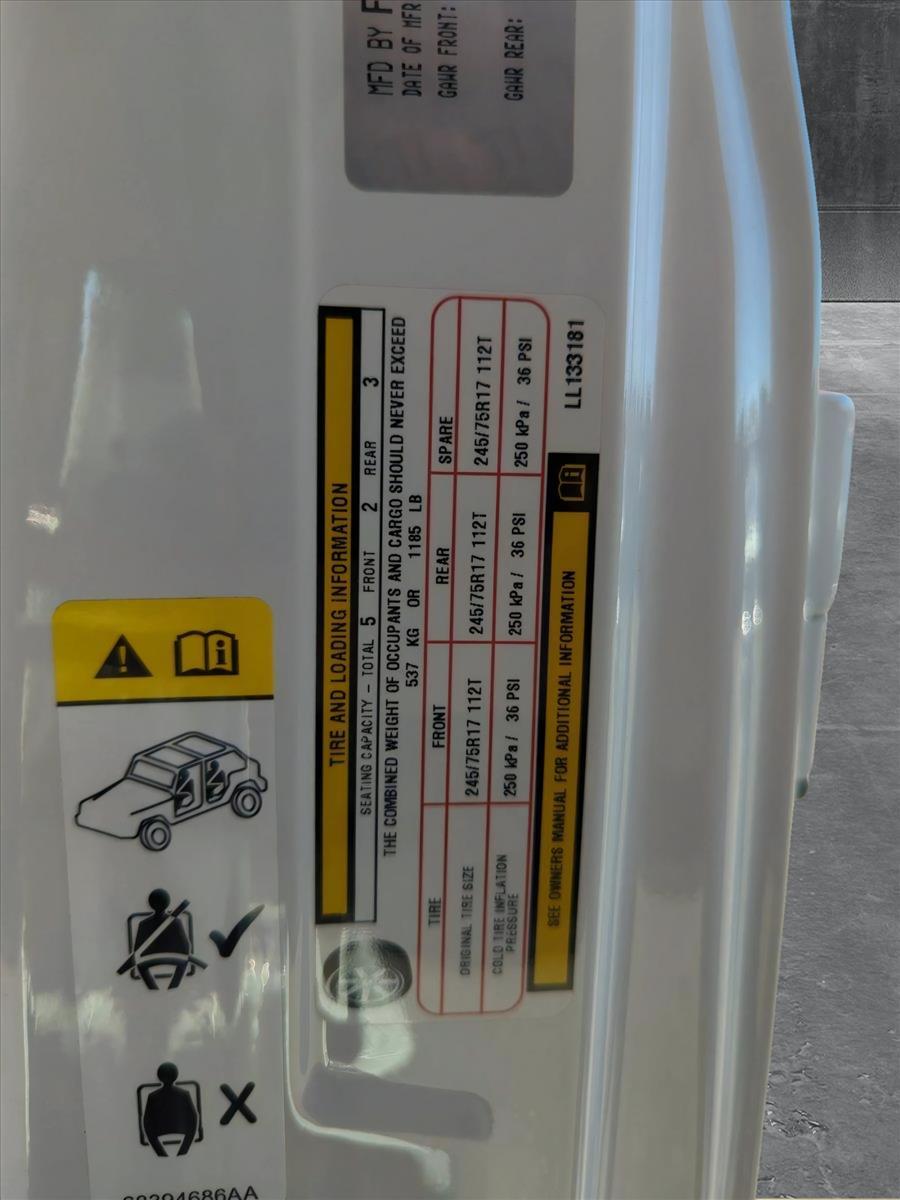 MFD BY F
DATE OF MFR
GAWR FRONT:
GAWR REAR:
TIRE AND LOADING INFORMATION
SEATING CAPACITY - TOTAL 5 FRONT 2 REAR 3
THE COMBINED WEIGHT OF OCCUPANTS AND CARGO SHOULD NEVER EXCEED
537 KG OR 1185 LB
TIRE FRONT REAR SPARE
ORIGINAL TIRE SIZE 245/75R17 112T 245/75R17 112T 245/75R17 112T
COLD TIRE INFLATION PRESSURE 250 kPa / 36 PSI 250 kPa / 36 PSI 250 kPa / 36 PSI
SEE OWNERS MANUAL FOR ADDITIONAL INFORMATION
LL133181